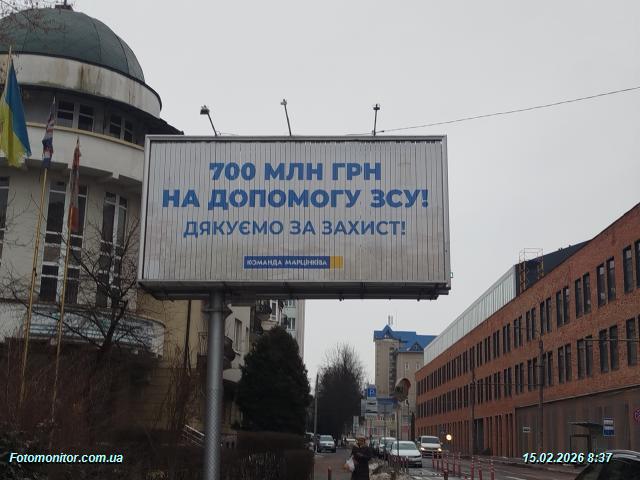 700 МЛН ГРН
НА ДОПОМОГУ ЗСУ!
ДЯКУЄМО ЗА ЗАХИСТ!
КОМАНДА МАРЦІНКІВА
Fotomonitor.com.ua
15.02.2026 8:37